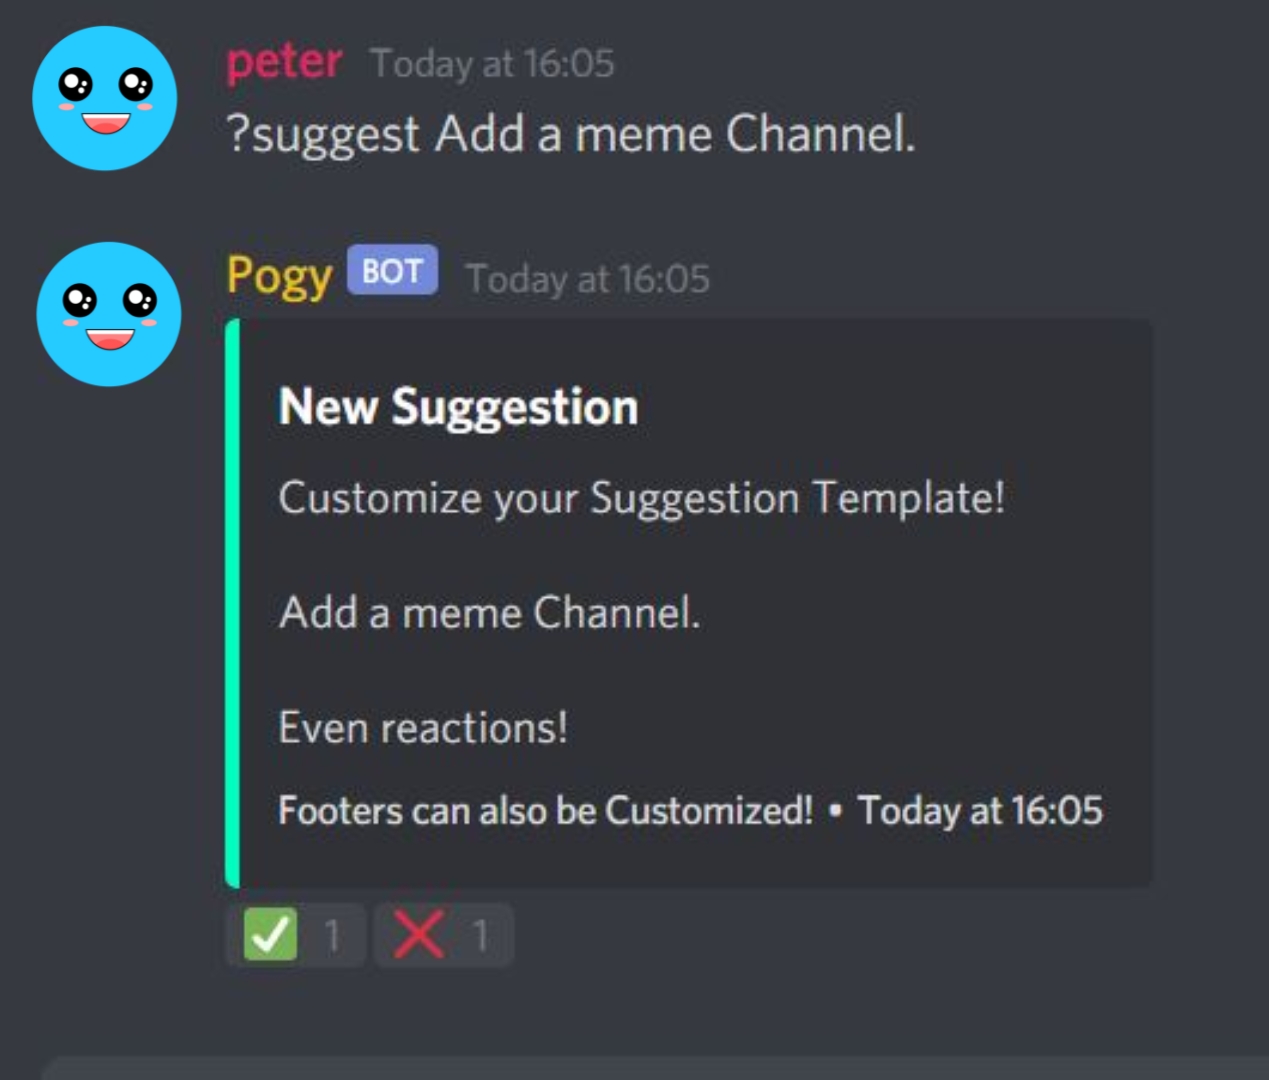 peter Today at 16:05
?suggest Add a meme Channel.
Pogy BOT Today at 16:05
New Suggestion
Customize your Suggestion Template!
Add a meme Channel.
Even reactions!
Footers can also be Customized! • Today at 16:05
✅ 1 ❌ 1